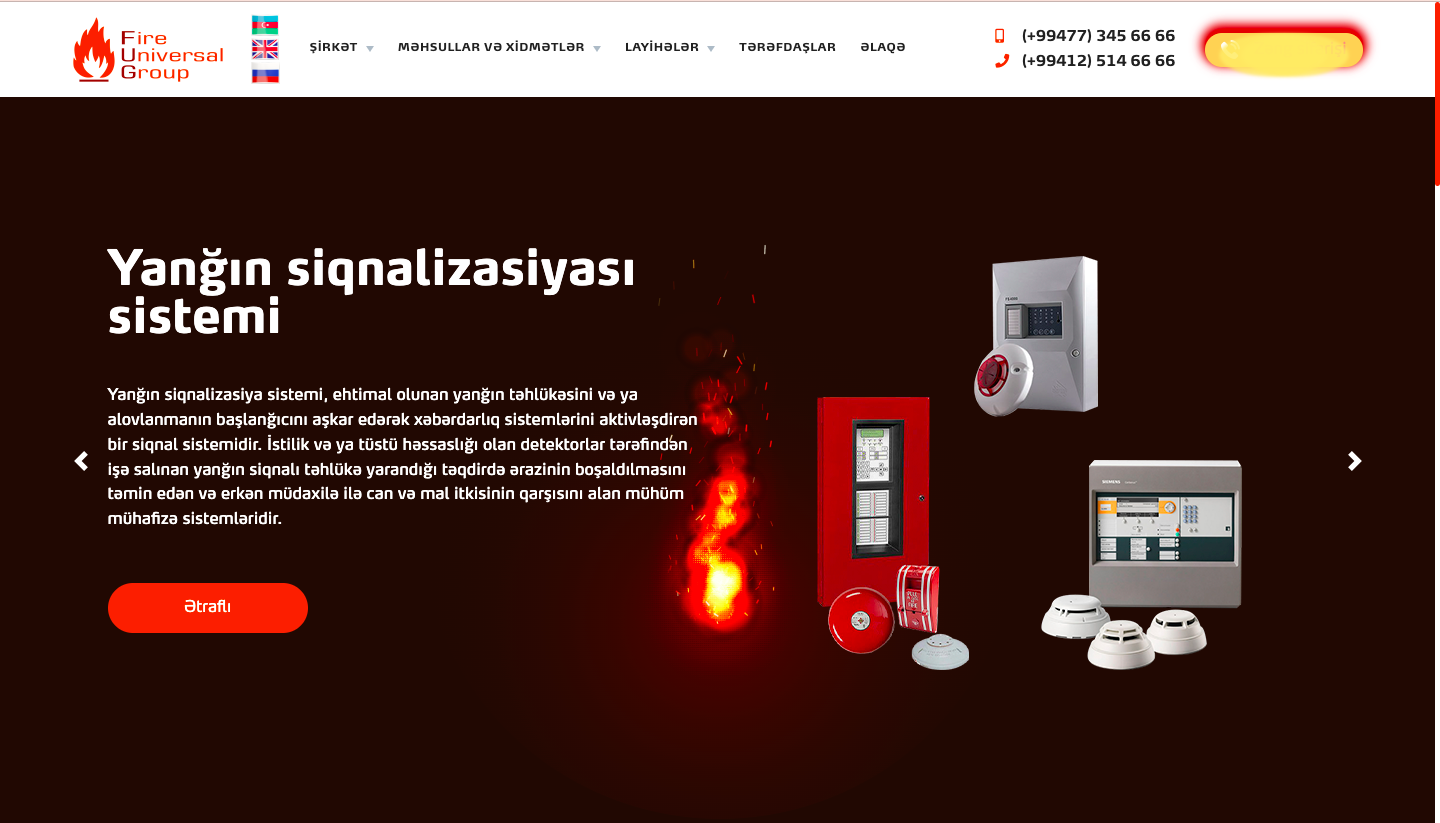 Fire
Universal
Group
ŞİRKƏT
MƏHSULLAR VƏ XİDMƏTLƏR
LAYİHƏLƏR
TƏRƏFDAŞLAR
ƏLAQƏ
(+99477) 345 66 66
(+99412) 514 66 66
Yanğın siqnalizasiyası
sistemi
Yanğın siqnalizasiya sistemi, ehtimal olunan yanğın təhlükəsini və ya
alovlanmanın başlanğıcını aşkar edərək xəbərdarlıq sistemlərini aktivləşdirən
bir siqnal sistemidir. İstilik və ya tüstü həssaslığı olan detektorlar tərəfindən
işə salınan yanğın siqnalı təhlükə yarandığı təqdirdə ərazinin boşaldılmasını
təmin edən və erkən müdaxilə ilə can və mal itkisinin qarşısını alan mühüm
mühafizə sistemləridir.
Ətraflı
SIEMENS
PULL
FIRE